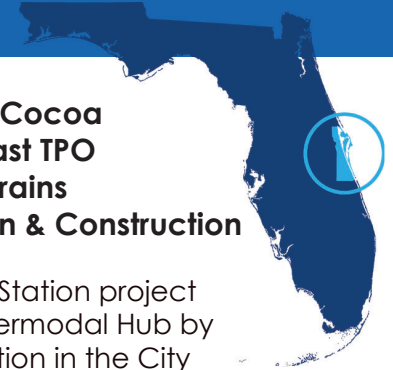 Cocoa
ast TPO
rains
n & Construction
Station project
ermodal Hub by
tion in the City